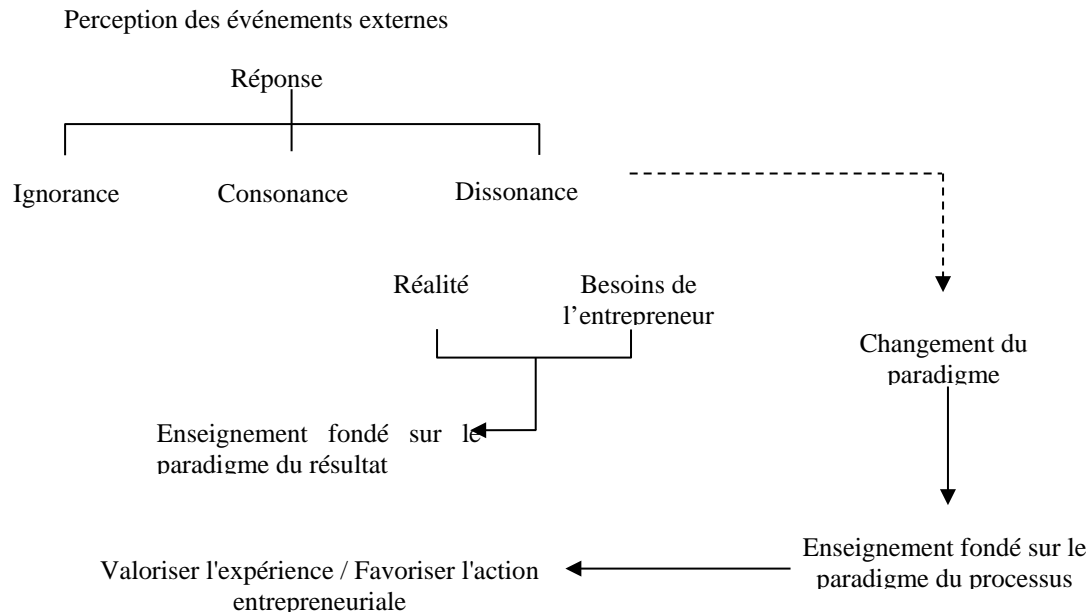 Perception des événements externes
Réponse
Ignorance
Consonance
Dissonance
Réalité
Besoins de
l’entrepreneur
Changement du
paradigme
Enseignement fondé sur le
paradigme du résultat
Enseignement fondé sur le
paradigme du processus
Valoriser l'expérience / Favoriser l'action
entrepreneuriale